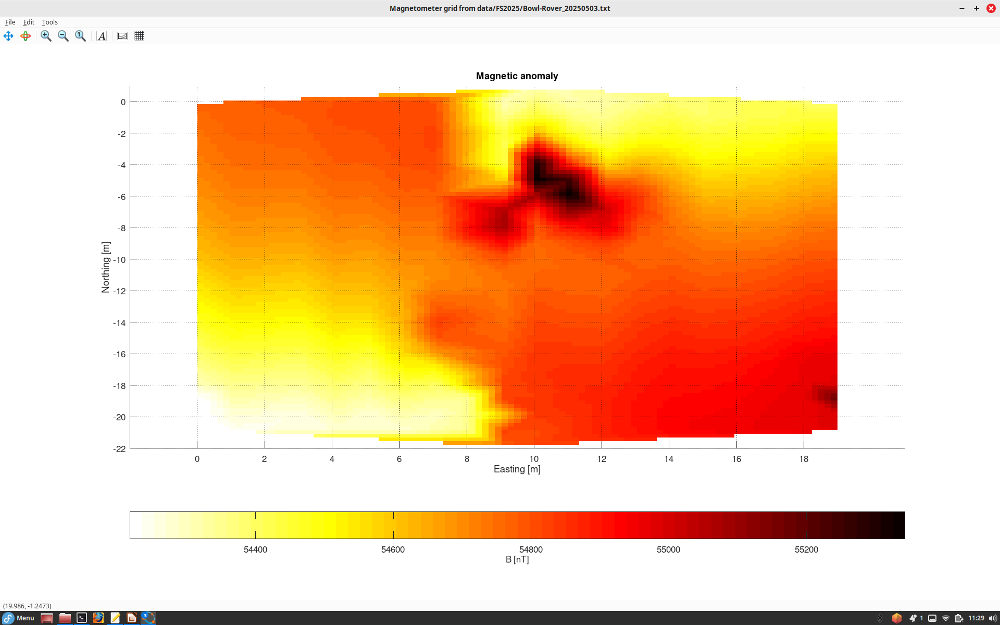 Magnetometer grid from data/FS2025/Bowl-Rover_20250503.txt
File Edit Tools
1
A
Magnetic anomaly
0
-2
-4
-6
-8
-10
-12
-14
-16
-18
-20
-22
Northing [m]
0 2 4 6 8 10 12 14 16 18
Easting [m]
54400 54600 54800 55000 55200
B [nT]
(19.986, -1.2473)
Menu 3 1 11:29